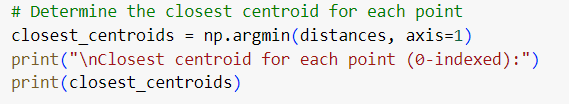 # Determine the closest centroid for each point
closest_centroids = np.argmin(distances, axis=1)
print("\nClosest centroid for each point (0-indexed):")
print(closest_centroids)